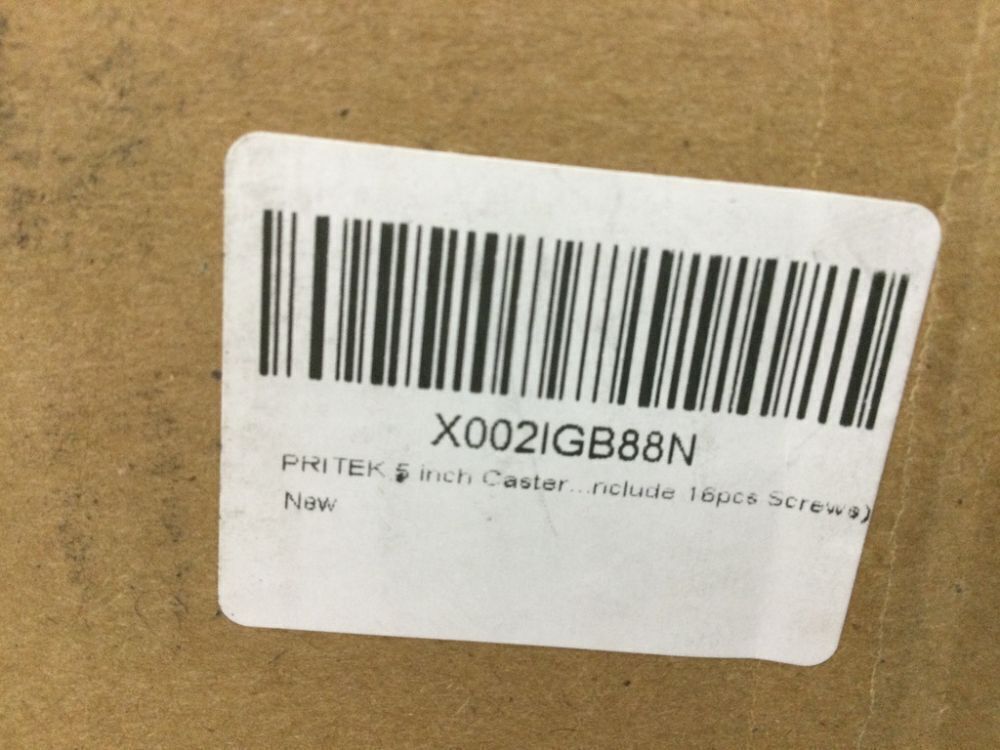 X002IGB88N
PRITEK 5 inch Caster...nclude 16pcs Screws)
New